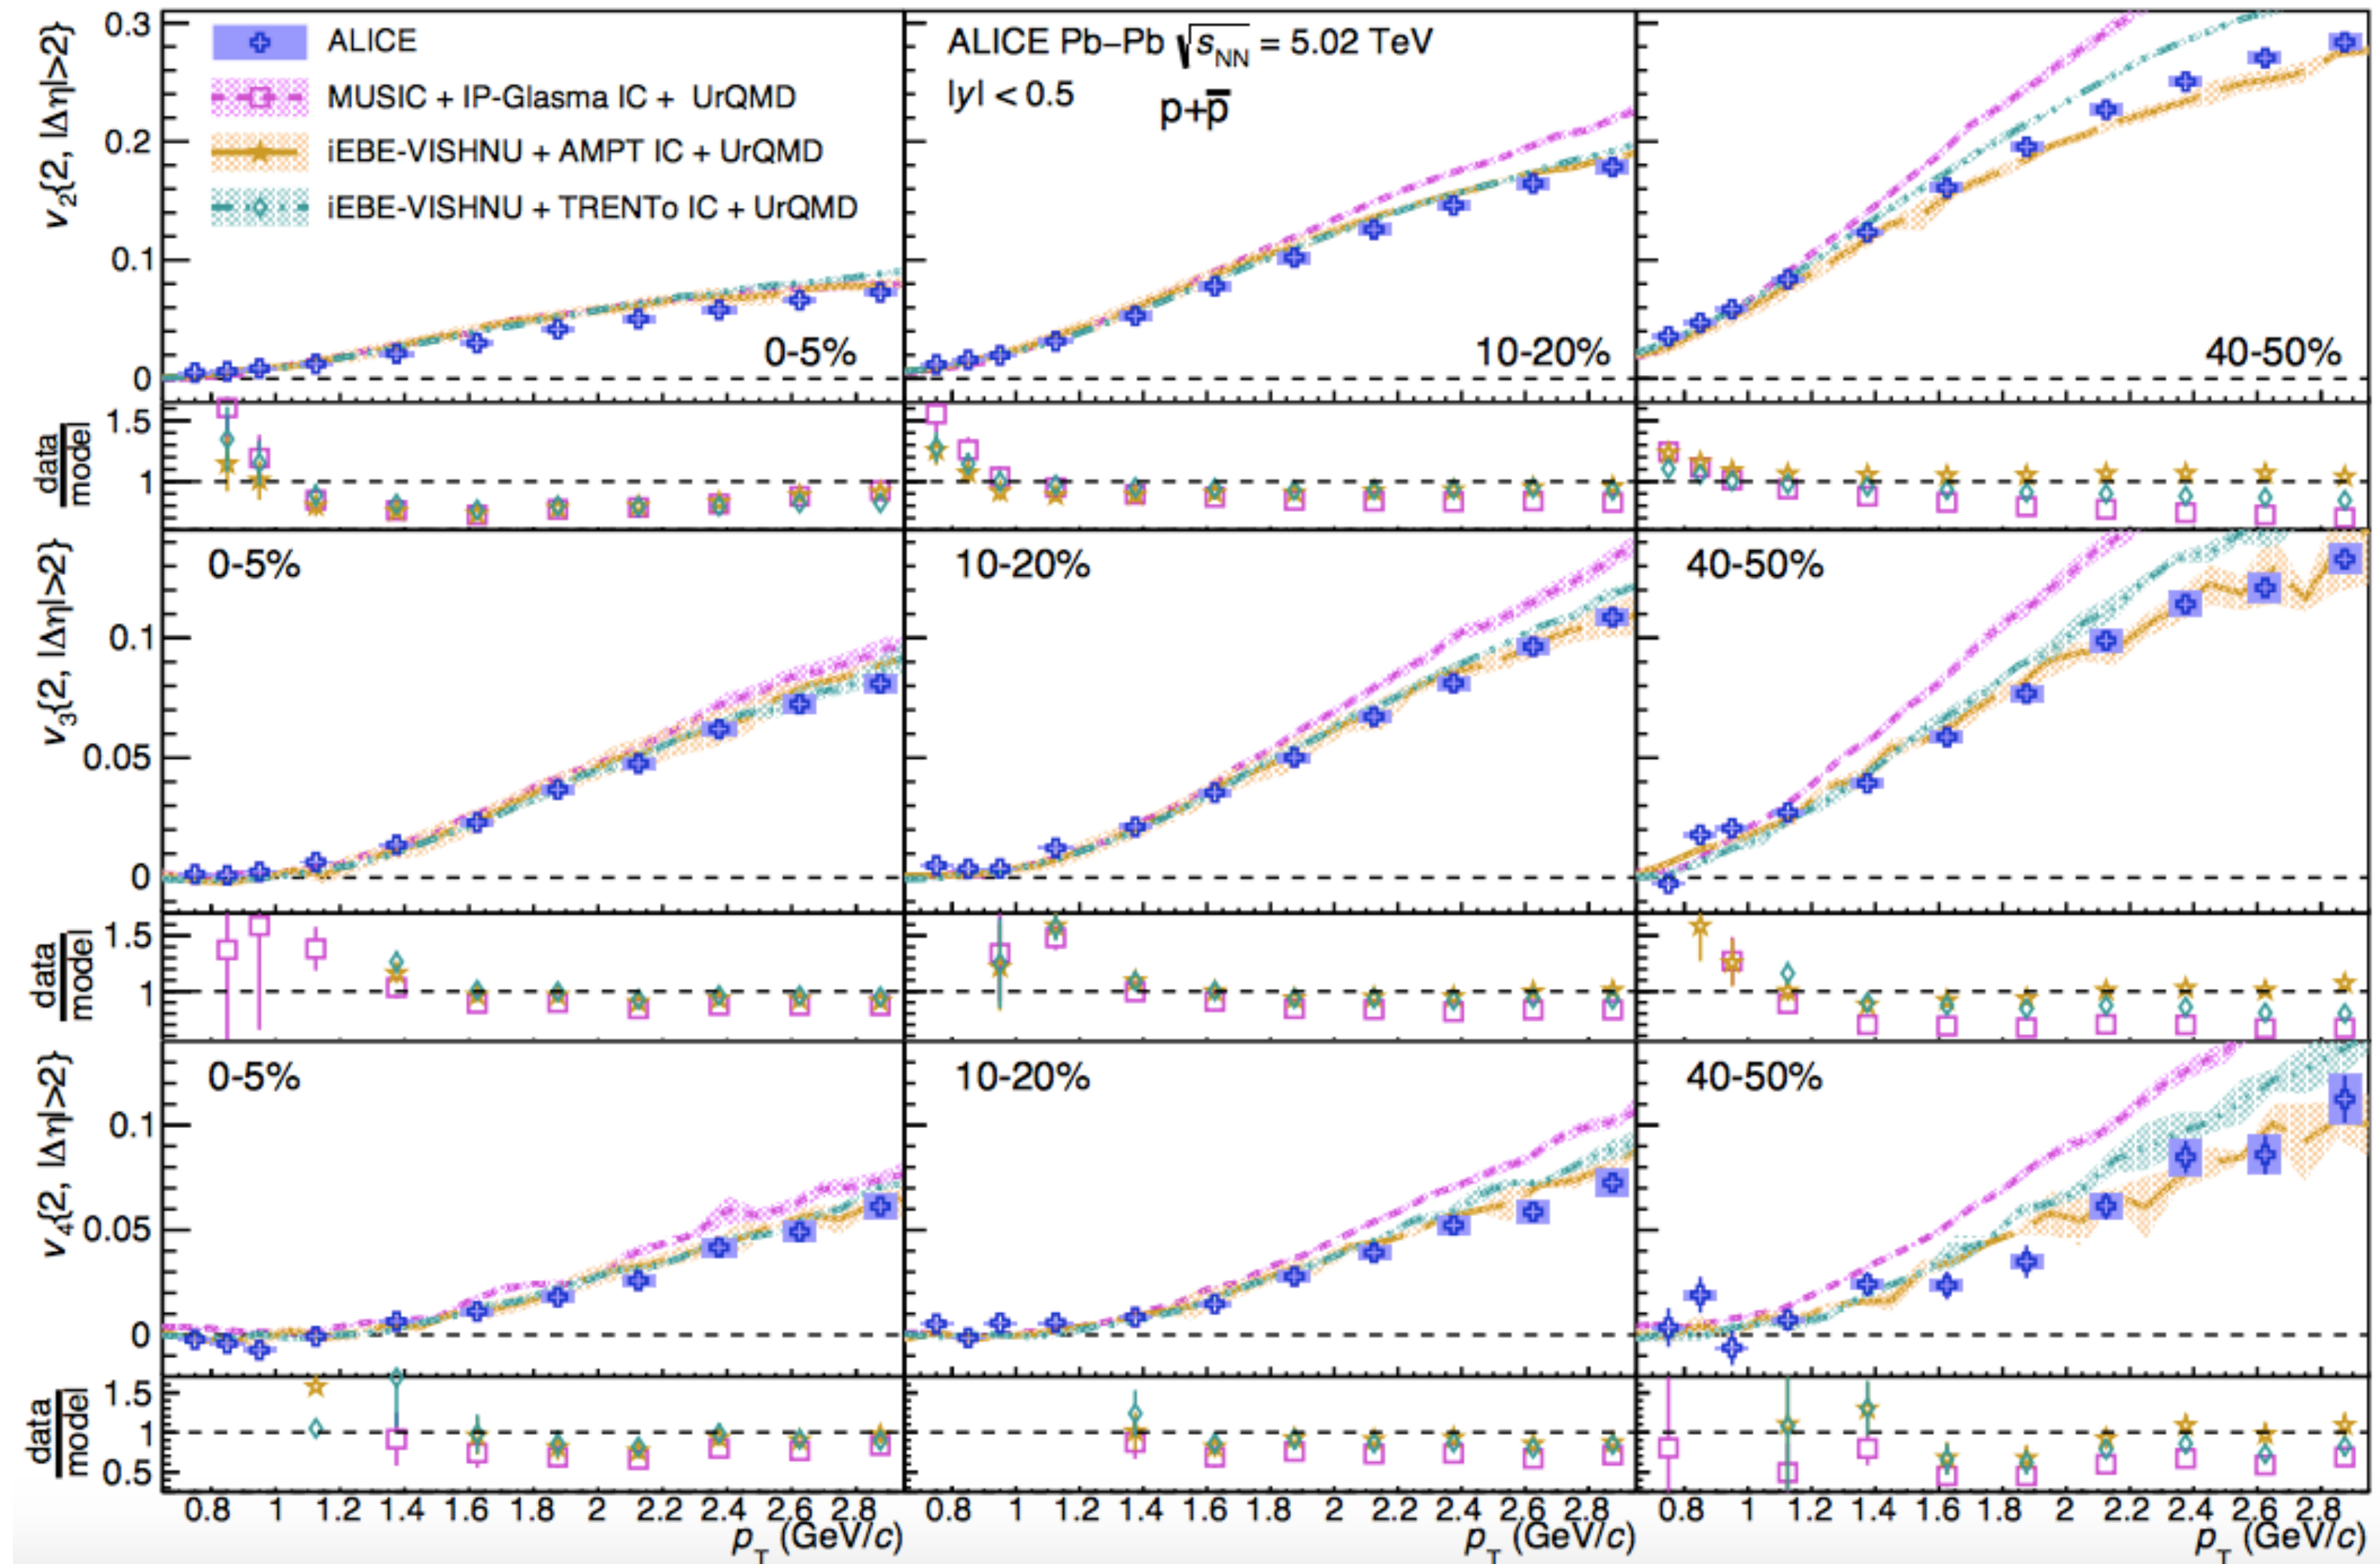 v₂{2, |Δη|>2}
0.3
0.2
0.1
0
ALICE
MUSIC + IP-Glasma IC + UrQMD
iEBE-VISHNU + AMPT IC + UrQMD
iEBE-VISHNU + TRENTo IC + UrQMD
0-5%
ALICE Pb–Pb √sNN = 5.02 TeV
|y| < 0.5
p+p̅
10-20%
40-50%
data
model
1.5
1
v₃{2, |Δη|>2}
0.1
0.05
0
0-5%
10-20%
40-50%
data
model
1.5
1
v₄{2, |Δη|>2}
0.1
0.05
0
0-5%
10-20%
40-50%
data
model
1.5
1
0.5
0.8 1 1.2 1.4 1.6 1.8 2 2.2 2.4 2.6 2.8
p_T (GeV/c)
0.8 1 1.2 1.4 1.6 1.8 2 2.2 2.4 2.6 2.8
p_T (GeV/c)
0.8 1 1.2 1.4 1.6 1.8 2 2.2 2.4 2.6 2.8
p_T (GeV/c)